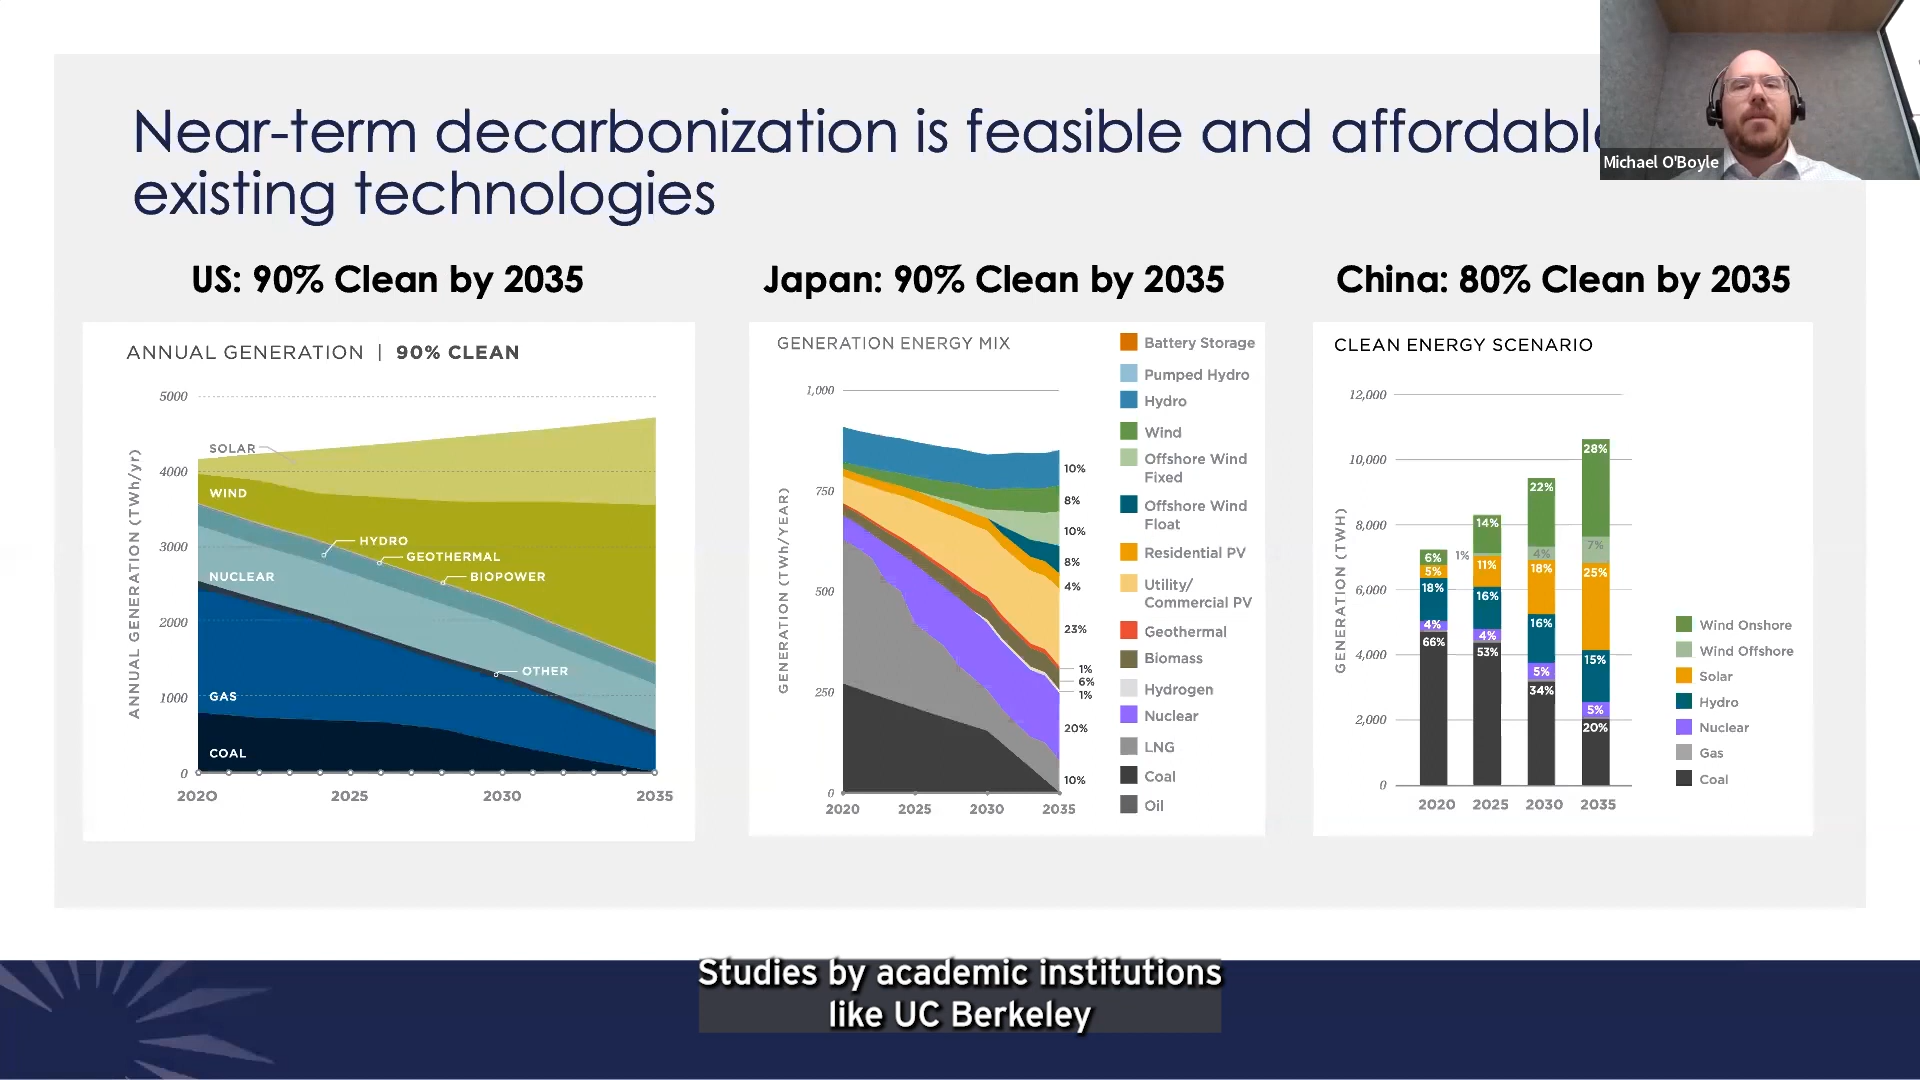 Near-term decarbonization is feasible and affordable
existing technologies
Michael O'Boyle
US: 90% Clean by 2035
Japan: 90% Clean by 2035
China: 80% Clean by 2035
ANNUAL GENERATION | 90% CLEAN
ANNUAL GENERATION (TWh/yr)
5000
4000
3000
2000
1000
0
SOLAR
WIND
HYDRO
GEOTHERMAL
BIOPOWER
NUCLEAR
OTHER
GAS
COAL
2020
2025
2030
2035
GENERATION ENERGY MIX
GENERATION (TWh/YEAR)
1,000
750
500
250
0
2020
2025
2030
2035
10%
8%
10%
8%
4%
23%
1%
6%
1%
20%
10%
Battery Storage
Pumped Hydro
Hydro
Wind
Offshore Wind
Fixed
Offshore Wind
Float
Residential PV
Utility/
Commercial PV
Geothermal
Biomass
Hydrogen
Nuclear
LNG
Coal
Oil
CLEAN ENERGY SCENARIO
GENERATION (TWH)
12,000
10,000
8,000
6,000
4,000
2,000
0
6%
5%
18%
4%
66%
14%
1%
11%
16%
4%
53%
22%
4%
18%
16%
5%
34%
28%
7%
25%
15%
5%
20%
2020
2025
2030
2035
Wind Onshore
Wind Offshore
Solar
Hydro
Nuclear
Gas
Coal
Studies by academic institutions
like UC Berkeley